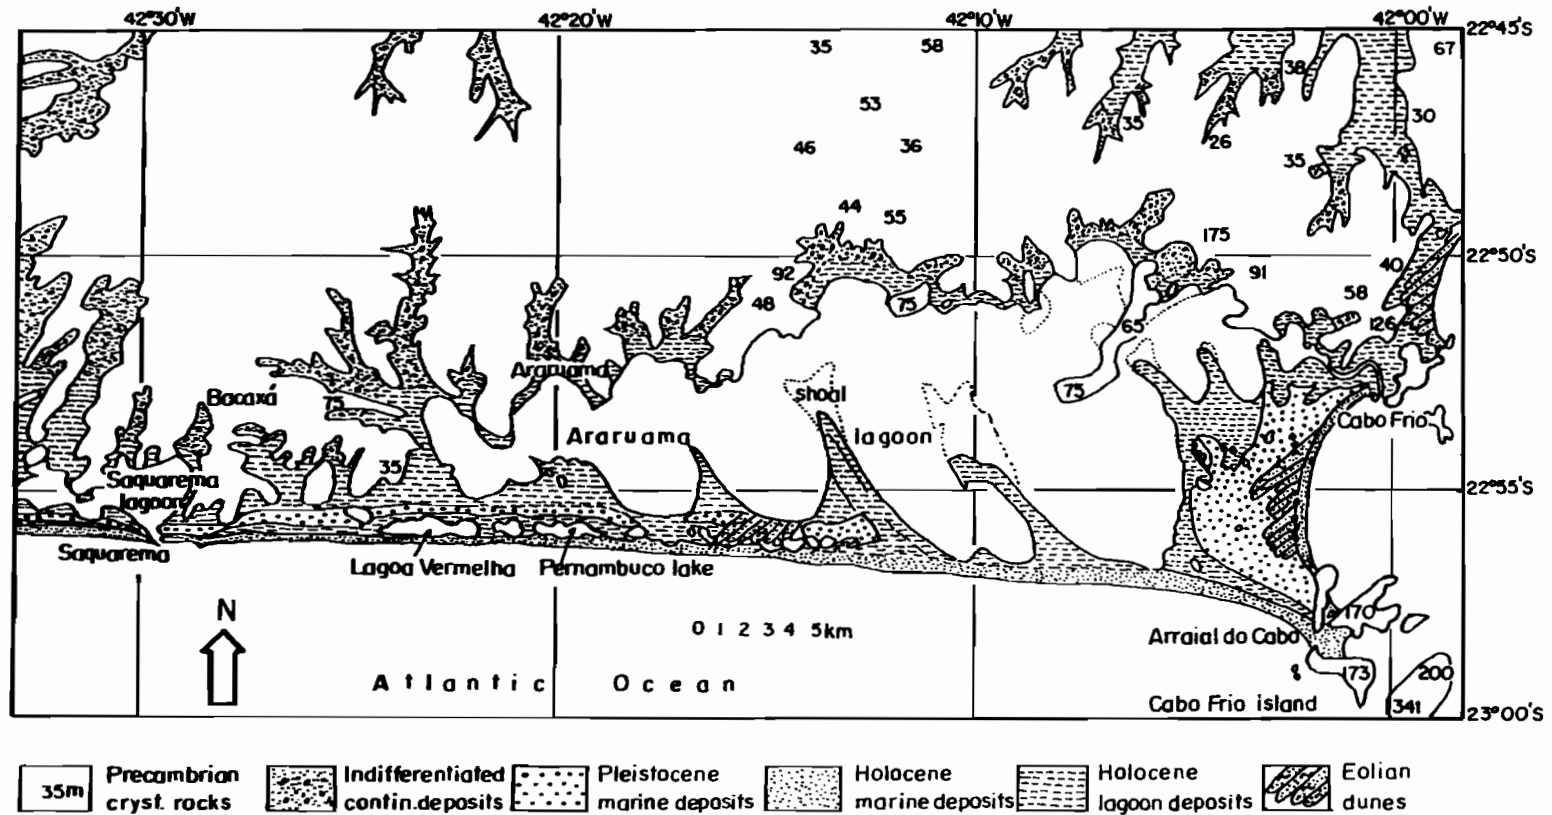 42°30'W 42°20'W 42°10'W 42°00'W
22°45'S
35 58 67
38
53 30
35
46 36 26 35
44 55
175
22°50'S
92 91 40
48 75 58
65 126
Araruama
shoal 75
Bacaxá 75
Cabo Frio
Araruama lagoon
35
Saquarema
lagoon
22°55'S
Saquarema
Lagoa Vermelha Pernambuco lake
N
0 1 2 3 4 5km
170
Arraial do Cabo
Atlantic Ocean
173 200
Cabo Frio island 341
23°00'S
35m
Precambrian
cryst. rocks
Indifferentiated
contin.deposits
Pleistocene
marine deposits
Holocene
marine deposits
Holocene
lagoon deposits
Eolian
dunes